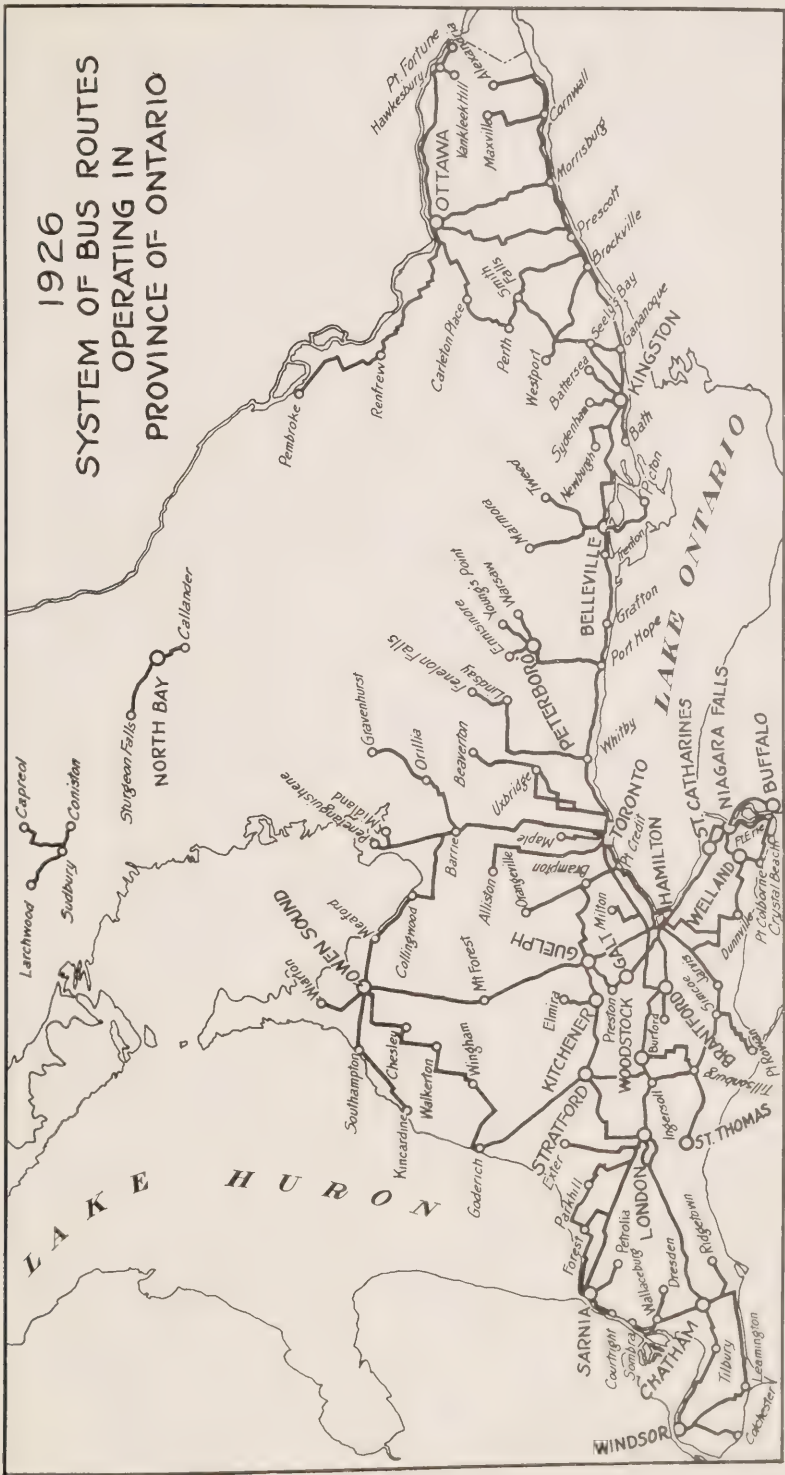 1926
SYSTEM OF BUS ROUTES
OPERATING IN
PROVINCE OF ONTARIO
Larchwood
Capreol
Sudbury
Coniston
Sturgeon Falls
NORTH BAY
Callander
Pembroke
Renfrew
Carleton Place
OTTAWA
Hawkesbury
Pt. Fortune
Vankleek Hill
Alexandria
Maxville
Cornwall
Morrisburg
Prescott
Brockville
Smith
Falls
Perth
Westport
Seely's Bay
Gananoque
Battersea
KINGSTON
Sydenham
Bath
Newburgh
Tweed
Marmora
Picton
BELLEVILLE
Trenton
Grafton
Port Hope
Warsaw
Young's Point
Ennismore
PETERBORO'
Fenelon Falls
Lindsay
Whitby
Beaverton
Uxbridge
Gravenhurst
Orillia
Penetanguishene
Midland
Barrie
Maple
TORONTO
Alliston
Orangeville
Brampton
Pt Credit
Milton
HAMILTON
Collingwood
Meaford
OWEN SOUND
Wiarton
Southampton
Kincardine
Chesley
Walkerton
Wingham
Goderich
Mt Forest
GUELPH
GALT
Elmira
Preston
KITCHENER
STRATFORD
WOODSTOCK
Burford
BRANTFORD
Simcoe
Jarvis
Pt Rowan
Tillsonburg
Ingersoll
ST. THOMAS
LONDON
Exter
Parkhill
Forest
SARNIA
Petrolia
Courtright
Sombra
Wallaceburg
Dresden
CHATHAM
Ridgetown
Tilbury
Leamington
Colchester
WINDSOR
ST. CATHARINES
NIAGARA FALLS
WELLAND
Ft. Erie
BUFFALO
Dunnville
Pt Colborne
Crystal Beach
LAKE HURON
LAKE ONTARIO